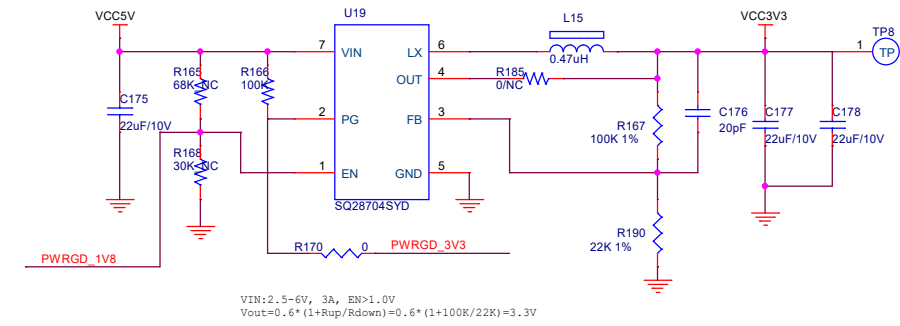 VCC5V
U19
L15
VCC3V3
TP8
7 VIN
LX 6
0.47uH
1 TP
R165
68K NC
R166
100K
OUT 4
R185
0/NC
C175
22uF/10V
2 PG
FB 3
R167
100K 1%
C176
20pF
C177
22uF/10V
C178
22uF/10V
R168
30K NC
1 EN
GND 5
SQ28704SYD
R190
22K 1%
R170 0
PWRGD_3V3
PWRGD_1V8
VIN:2.5-6V, 3A, EN>1.0V
Vout=0.6*(1+Rup/Rdown)=0.6*(1+100K/22K)=3.3V